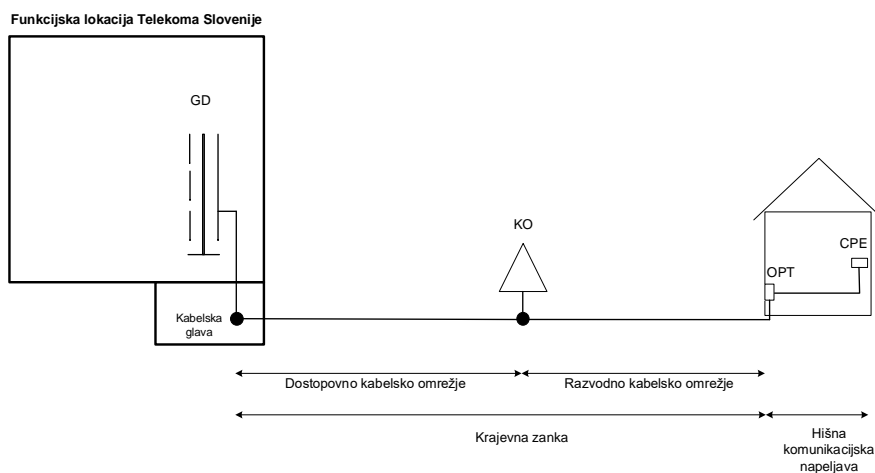 Funkcijska lokacija Telekoma Slovenije
GD
KO
CPE
OPT
Kabelska
glava
Dostopovno kabelsko omrežje
Razvodno kabelsko omrežje
Krajevna zanka
Hišna
komunikacijska
napeljava